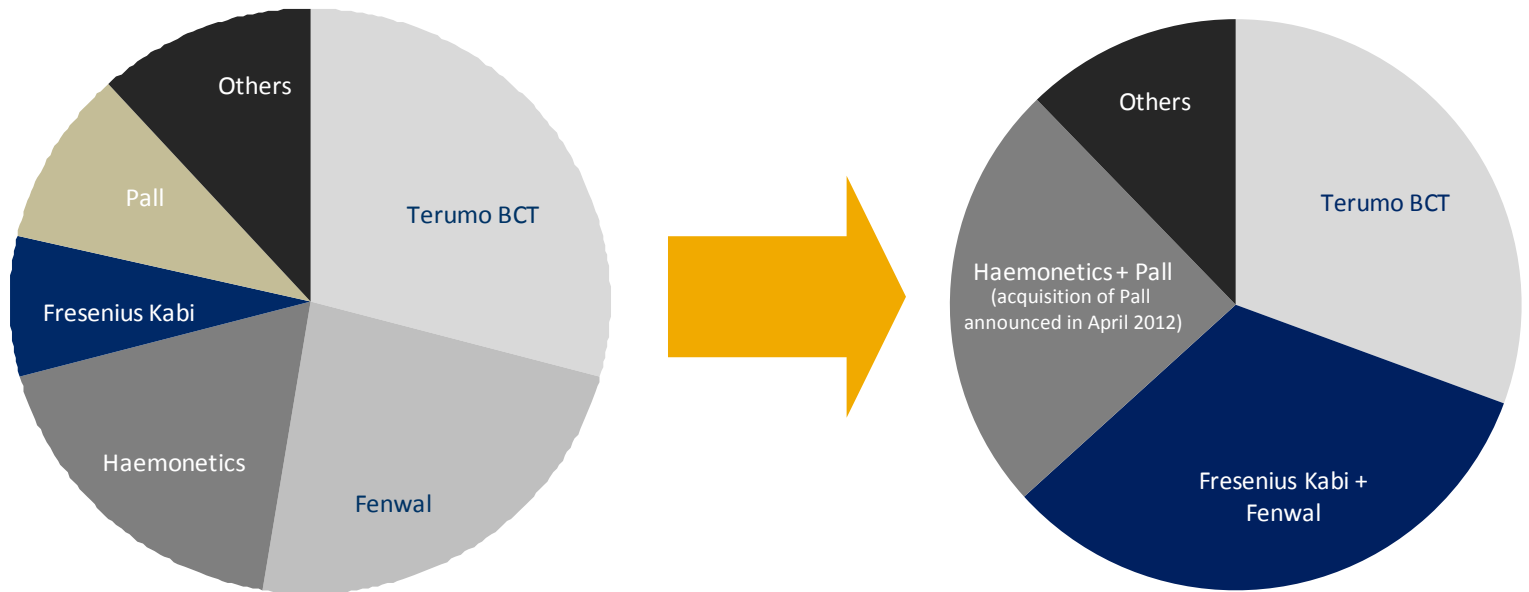 Others
Terumo BCT
Pall
Fresenius Kabi
Haemonetics
Fenwal
Others
Terumo BCT
Haemonetics + Pall
(acquisition of Pall
announced in April 2012)
Fresenius Kabi +
Fenwal